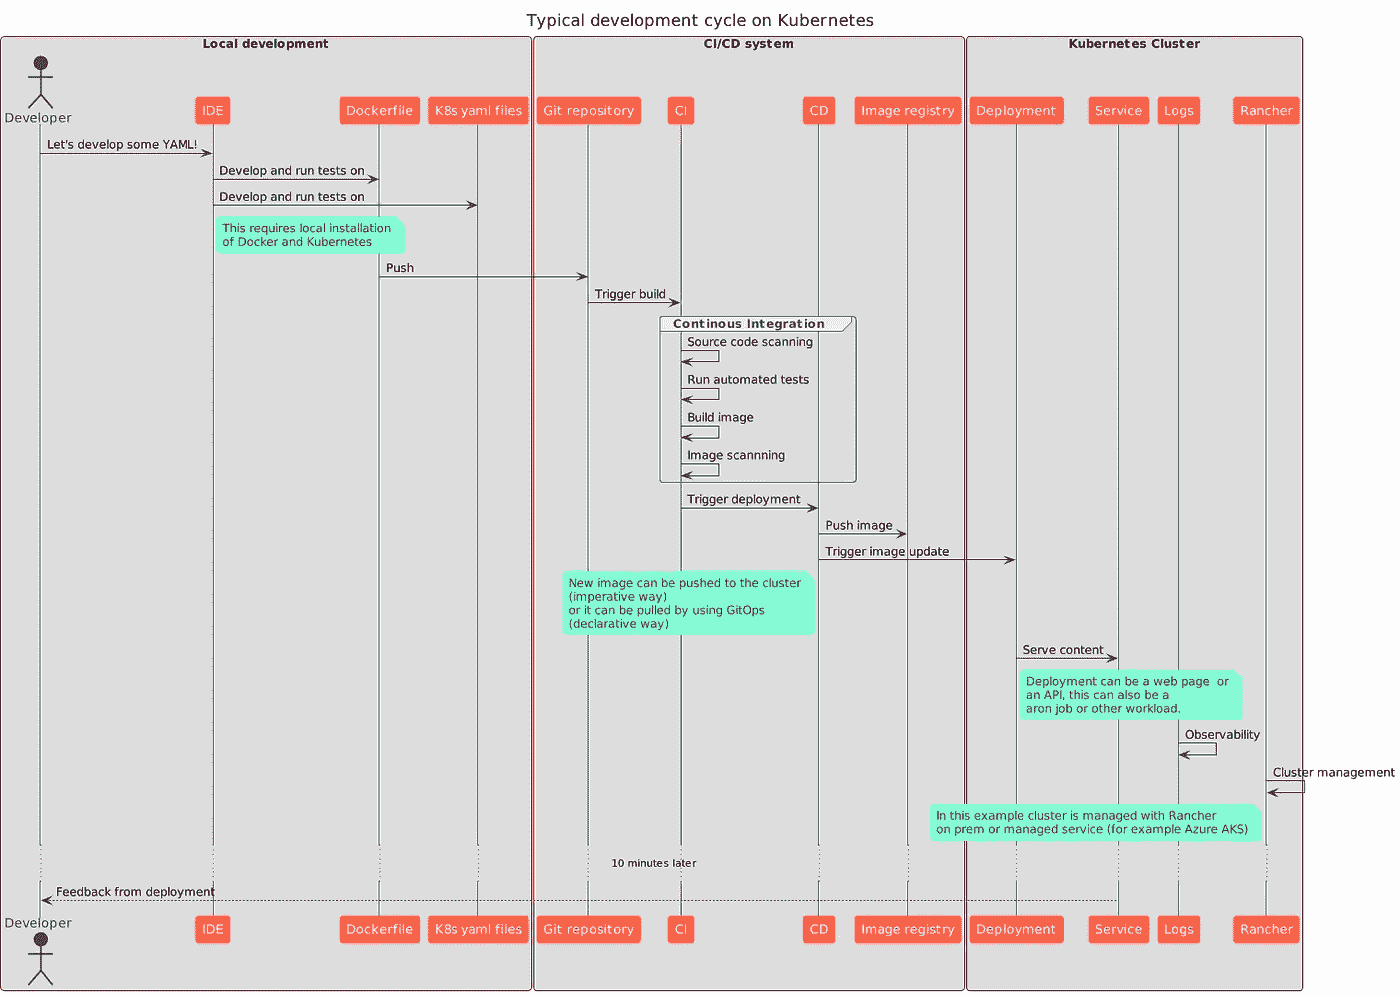 Typical development cycle on Kubernetes
Local development
CI/CD system
Kubernetes Cluster
Developer
IDE
Dockerfile
K8s yaml files
Git repository
CI
CD
Image registry
Deployment
Service
Logs
Rancher
Let's develop some YAML!
Develop and run tests on
Develop and run tests on
This requires local installation
of Docker and Kubernetes
Push
Trigger build
Continous Integration
Source code scanning
Run automated tests
Build image
Image scannning
Trigger deployment
Push image
Trigger image update
New image can be pushed to the cluster
(imperative way)
or it can be pulled by using GitOps
(declarative way)
Serve content
Deployment can be a web page  or
an API, this can also be a
aron job or other workload.
Observability
Cluster management
In this example cluster is managed with Rancher
on prem or managed service (for example Azure AKS)
10 minutes later
Feedback from deployment
Developer
IDE
Dockerfile
K8s yaml files
Git repository
CI
CD
Image registry
Deployment
Service
Logs
Rancher